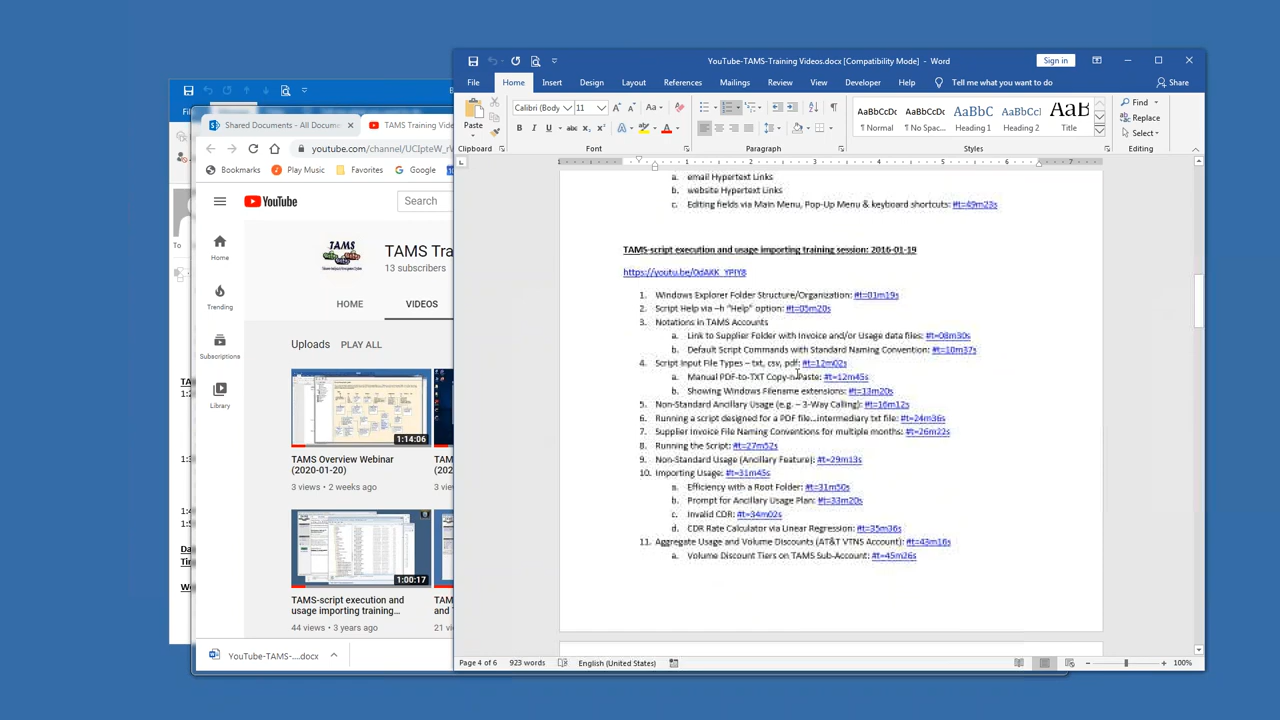 YouTube-TAMS-Training Videos.docx [Compatibility Mode] - Word
Sign in
File Home Insert Design Layout References Mailings Review View Developer Help Tell me what you want to do Share
Paste
Calibri (Body 11
Find
Replace
Select
AaBbCcDc AaBbCcDc AaBbC AaBbCcl AaB
¶ Normal ¶ No Spac... Heading 1 Heading 2 Title
Clipboard Font Paragraph Styles Editing
a. email Hypertext Links
b. website Hypertext Links
c. Editing fields via Main Menu, Pop-Up Menu & keyboard shortcuts: #t=49m23s
TAMS-script execution and usage importing training session: 2016-01-19
https://youtu.be/0dAKK_YPIY8
1. Windows Explorer Folder Structure/Organization: #t=01m19s
2. Script Help via –h "Help" option: #t=05m20s
3. Notations in TAMS Accounts
a. Link to Supplier Folder with Invoice and/or Usage data files: #t=08m30s
b. Default Script Commands with Standard Naming Convention: #t=10m37s
4. Script Input File Types – txt, csv, pdf: #t=12m02s
a. Manual PDF-to-TXT Copy-n-Paste: #t=12m45s
b. Showing Windows Filename extensions: #t=13m20s
5. Non-Standard Ancillary Usage (e.g. – 3-Way Calling): #t=16m12s
6. Running a script designed for a PDF file...intermediary txt file: #t=24m36s
7. Supplier Invoice File Naming Conventions for multiple months: #t=26m22s
8. Running the Script: #t=27m52s
9. Non-Standard Usage (Ancillary Feature): #t=29m13s
10. Importing Usage: #t=31m45s
a. Efficiency with a Root Folder: #t=31m50s
b. Prompt for Ancillary Usage Plan: #t=33m20s
c. Invalid CDR: #t=34m02s
d. CDR Rate Calculator via Linear Regression: #t=35m36s
11. Aggregate Usage and Volume Discounts (AT&T VTNS Account): #t=43m16s
a. Volume Discount Tiers on TAMS Sub-Account: #t=45m26s
Page 4 of 6 923 words English (United States) 100%
Shared Documents - All Docum
TAMS Training Vide
youtube.com/channel/UCIpteW_r
Bookmarks Play Music Favorites Google
YouTube
Search
Home
Trending
Subscriptions
Library
TAMS
TAMS Tra
13 subscribers
HOME VIDEOS
Uploads PLAY ALL
1:14:06
TAMS Overview Webinar
(2020-01-20)
3 views • 2 weeks ago
1:00:17
TAMS-script execution and
usage importing training...
44 views • 3 years ago
YouTube-TAMS-....docx
To